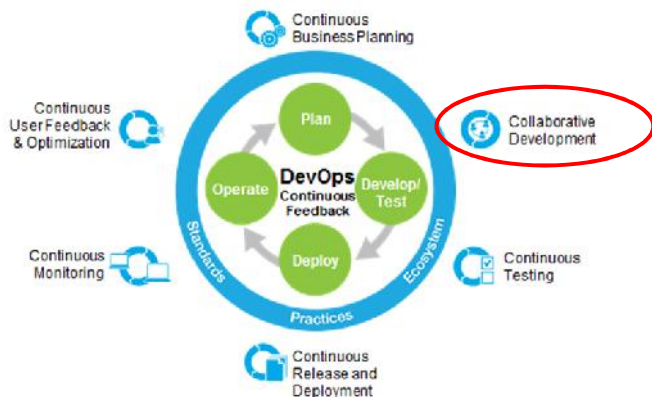 Continuous
Business Planning
Continuous
User Feedback
& Optimization
Collaborative
Development
Plan
Operate
DevOps
Continuous
Feedback
Develop/
Test
Deploy
Standards
Practices
Ecosystem
Continuous
Monitoring
Continuous
Testing
Continuous
Release and
Deployment